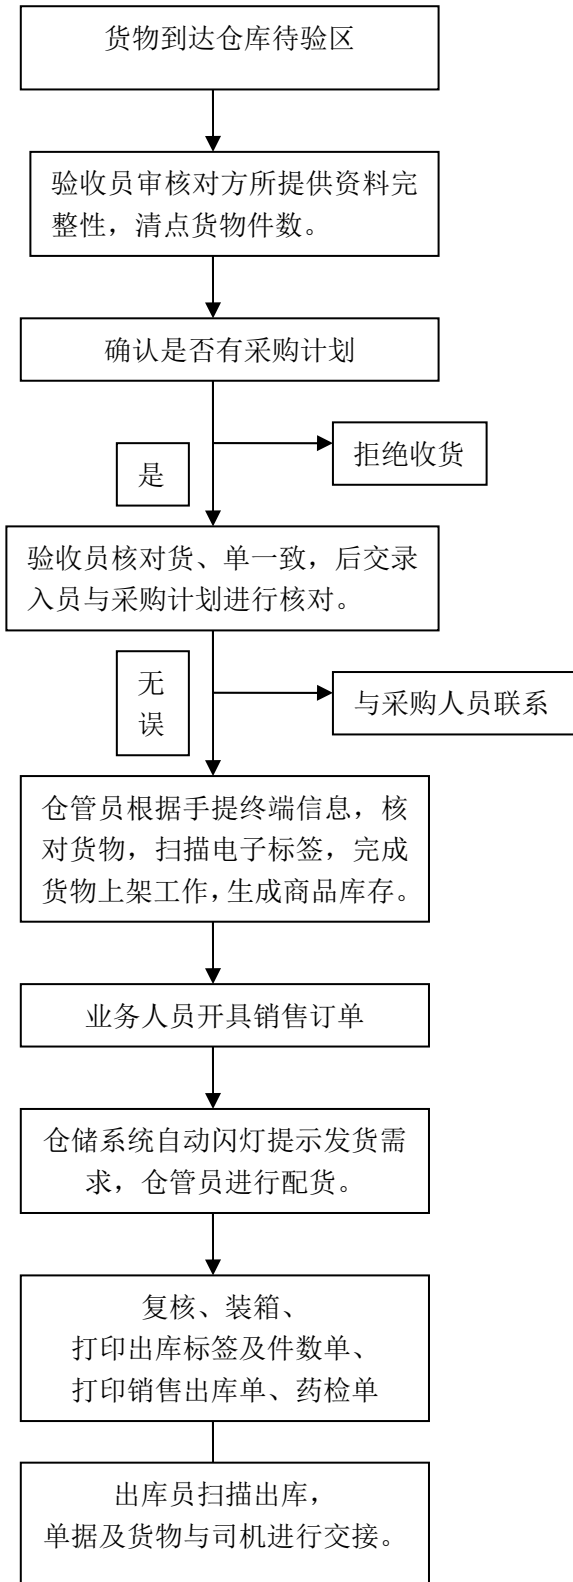 货物到达仓库待验区
验收员审核对方所提供资料完
整性，清点货物件数。
确认是否有采购计划
拒绝收货
是
验收员核对货、单一致，后交录
入员与采购计划进行核对。
无
误
与采购人员联系
仓管员根据手提终端信息，核
对货物，扫描电子标签，完成
货物上架工作，生成商品库存。
业务人员开具销售订单
仓储系统自动闪灯提示发货需
求，仓管员进行配货。
复核、装箱、
打印出库标签及件数单、
打印销售出库单、药检单
出库员扫描出库，
单据及货物与司机进行交接。